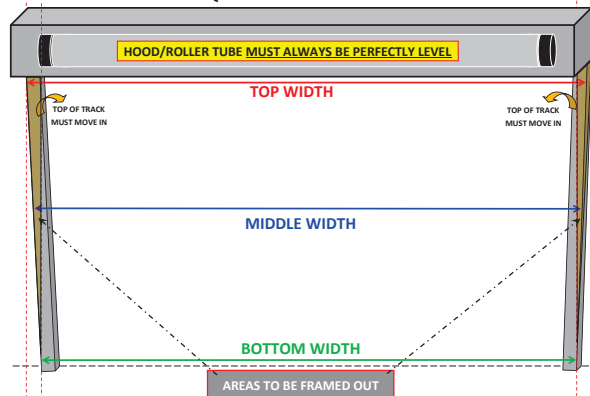 HOOD/ROLLER TUBE MUST ALWAYS BE PERFECTLY LEVEL
TOP WIDTH
TOP OF TRACK
MUST MOVE IN
TOP OF TRACK
MUST MOVE IN
MIDDLE WIDTH
BOTTOM WIDTH
AREAS TO BE FRAMED OUT